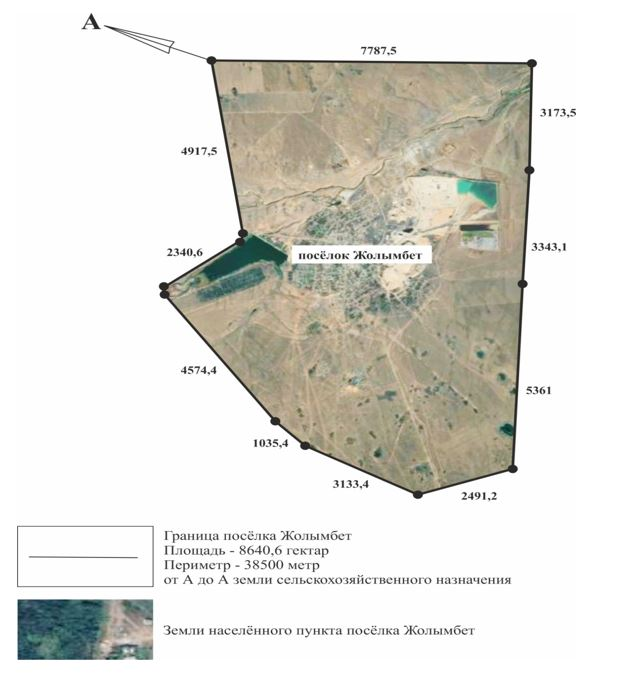 А
7787,5
3173,5
4917,5
2340,6
посёлок Жолымбет
3343,1
4574,4
5361
1035,4
3133,4
2491,2
Граница посёлка Жолымбет
Площадь - 8640,6 гектар
Периметр - 38500 метр
от А до А земли сельскохозяйственного назначения
Земли населённого пункта посёлка Жолымбет